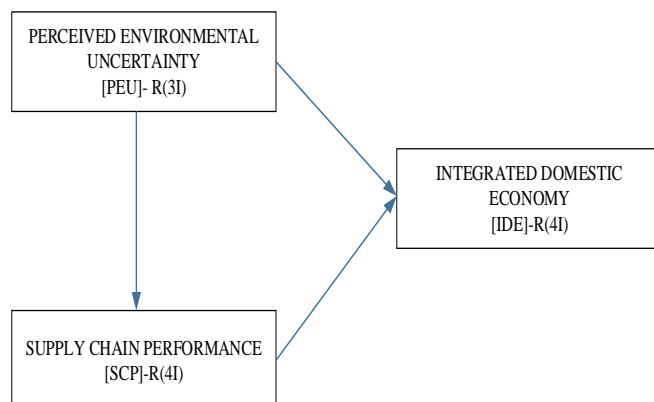 PERCEIVED ENVIRONMENTAL
UNCERTAINTY
[PEU]- R(3I)
INTEGRATED DOMESTIC
ECONOMY
[IDE]-R(4I)
SUPPLY CHAIN PERFORMANCE
[SCP]-R(4I)